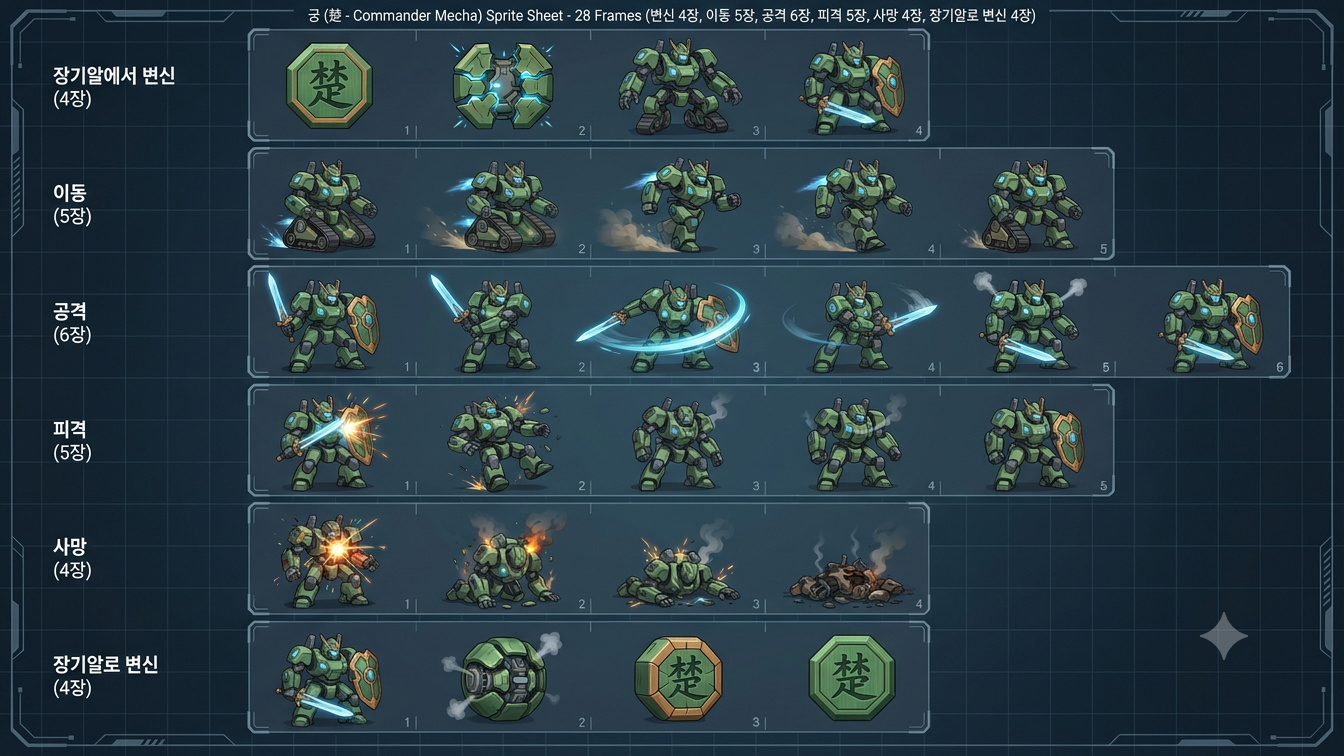 궁 (楚 - Commander Mecha) Sprite Sheet - 28 Frames (변신 4장, 이동 5장, 공격 6장, 피격 5장, 사망 4장, 장기알로 변신 4장)
장기알에서 변신
(4장)
楚
1 2 3 4
이동
(5장)
1 2 3 4 5
공격
(6장)
1 2 3 4 5 6
피격
(5장)
1 2 3 4 5
사망
(4장)
1 2 3 4
장기알로 변신
(4장)
楚 楚
1 2 3